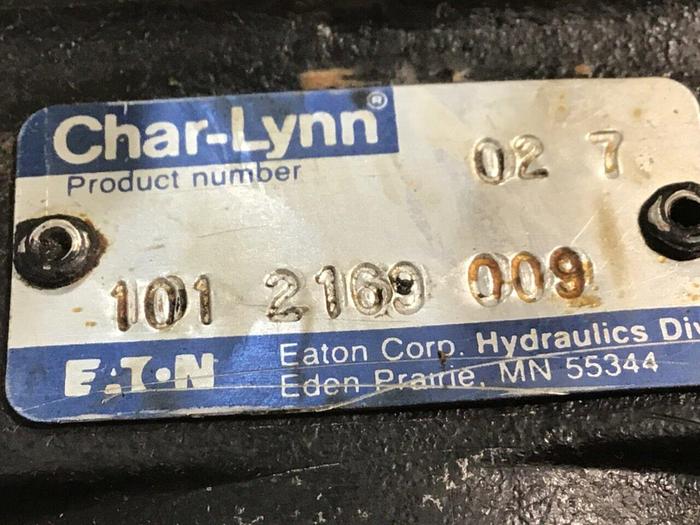 Char-Lynn®
Product number
02 7
101 2169 009
EATON
Eaton Corp. Hydraulics Div
Eden Prairie, MN 55344